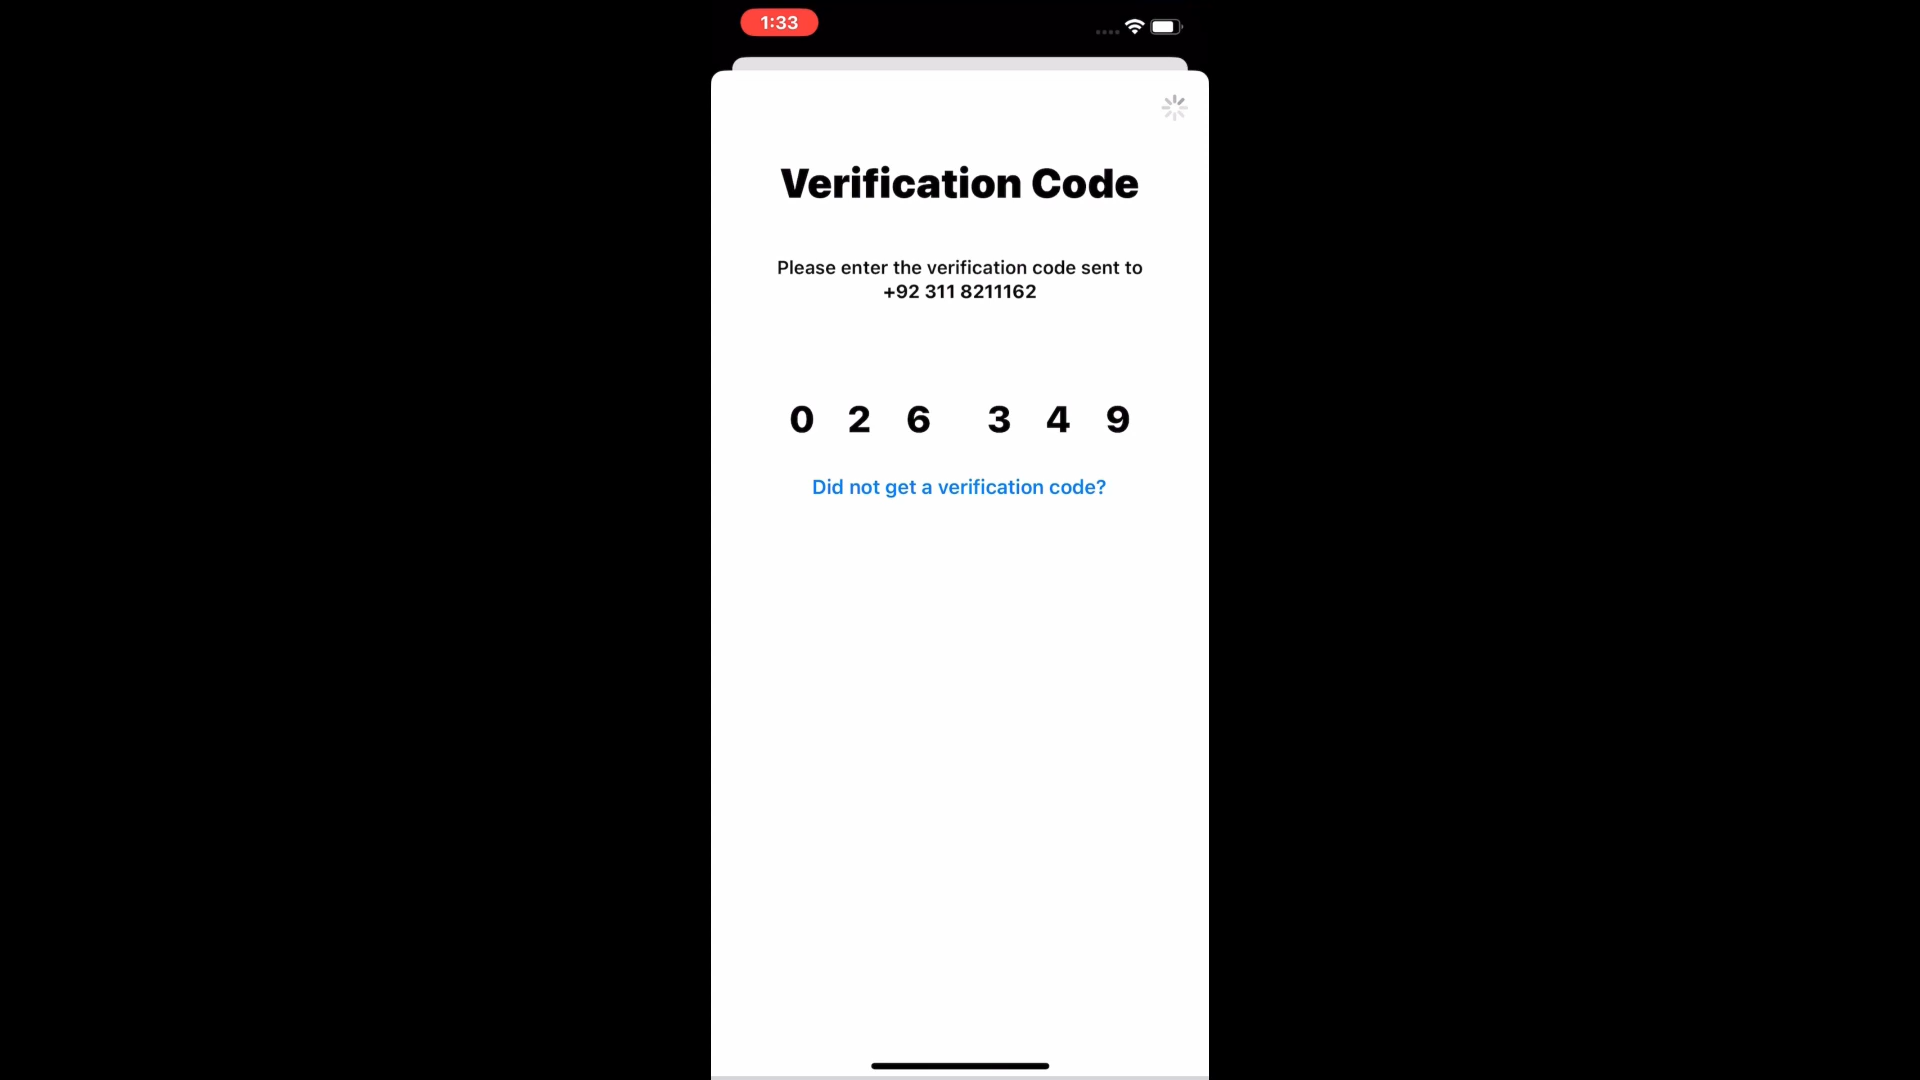 1:33
Verification Code
Please enter the verification code sent to
+92 311 8211162
0 2 6 3 4 9
Did not get a verification code?